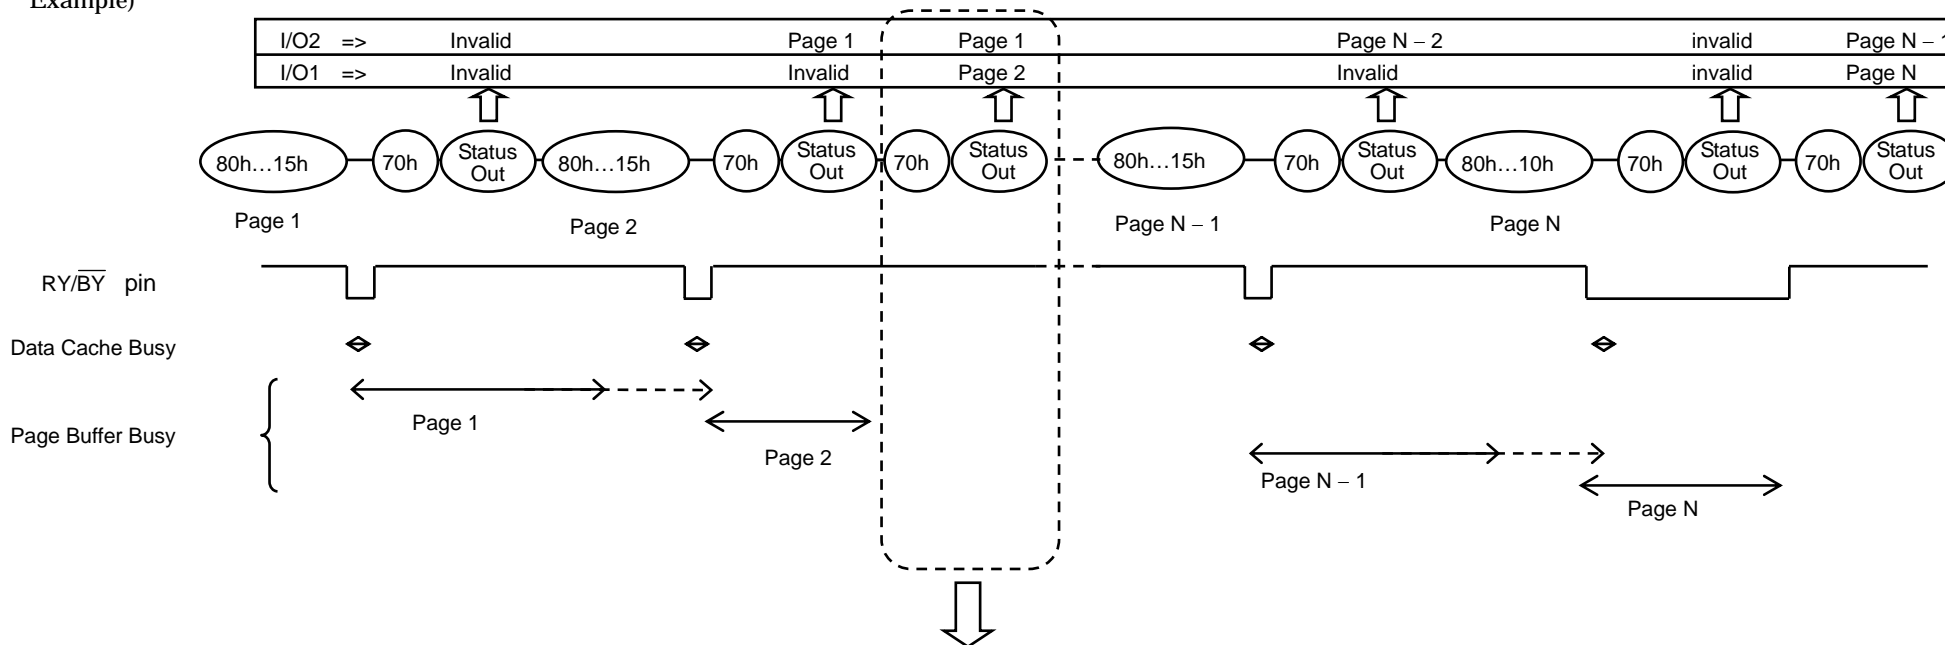 Example)
I/O2 => Invalid Page 1 Page 1 Page N – 2 invalid Page N – 1
I/O1 => Invalid Invalid Page 2 Invalid invalid Page N
80h…15h 70h Status Out 80h…15h 70h Status Out 70h Status Out 80h…15h 70h Status Out 80h…10h 70h Status Out 70h Status Out
Page 1 Page 2 Page N – 1 Page N
RY/B̅Y̅ pin
Data Cache Busy
Page 1
Page Buffer Busy
Page 2
Page N – 1
Page N